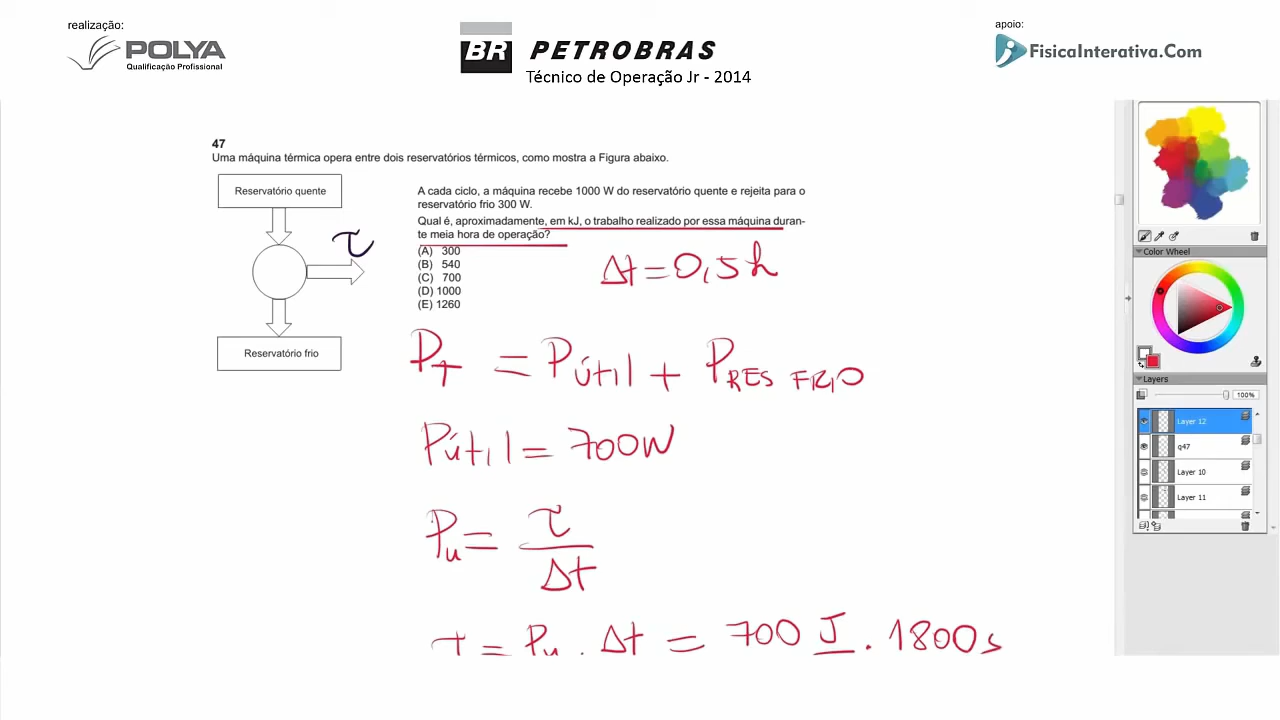 realização:
POLYA
Qualificação Profissional
BR PETROBRAS
Técnico de Operação Jr - 2014
apoio:
FisicaInterativa.Com
47
Uma máquina térmica opera entre dois reservatórios térmicos, como mostra a Figura abaixo.
Reservatório quente
τ
Reservatório frio
A cada ciclo, a máquina recebe 1000 W do reservatório quente e rejeita para o
reservatório frio 300 W.
Qual é, aproximadamente, em kJ, o trabalho realizado por essa máquina duran-
te meia hora de operação?
(A) 300
(B) 540
(C) 700
(D) 1000
(E) 1260
Δt = 0,5h
PT = Pútil + PRES FRIO
Pútil = 700W
Pu = τ
Δt
τ = Pu . Δt = 700 J . 1800s
Color Wheel
Layers
100%
Layer 12
q47
Layer 10
Layer 11